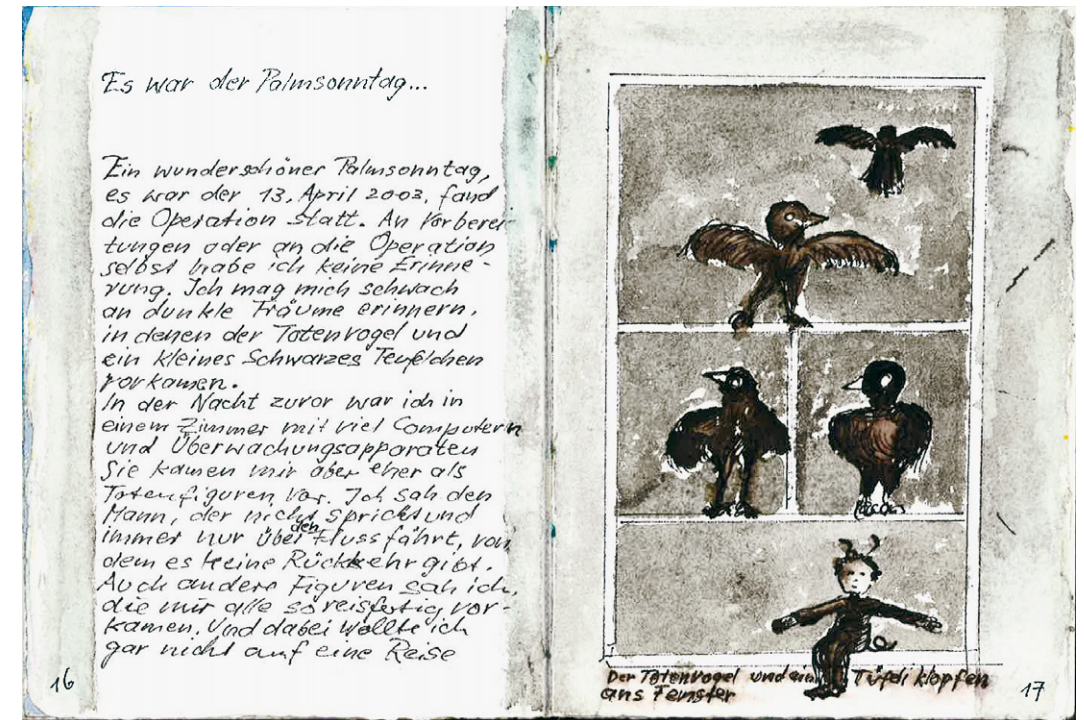 Es war der Palmsonntag...
Ein wunderschöner Palmsonntag,
es war der 13. April 2003, fand
die Operation statt. An Vorberei-
tungen oder an die Operation
selbst habe ich keine Erinne-
rung. Ich mag mich schwach
an dunkle Träume erinnern,
in denen der Totenvogel und
ein kleines Schwarzes Teufelchen
vorkamen.
In der Nacht zuvor war ich in
einem Zimmer mit viel Computern
und Überwachungsapparaten
Sie kamen mir aber eher als
Totenfiguren vor. Ich sah den
Mann, der nicht spricht und
immer nur über den Fluss fährt, von
dem es keine Rückkehr gibt.
Auch andere Figuren sah ich,
die mir alle so reisfertig vor-
kamen. Und dabei wollte ich
gar nicht auf eine Reise
16
Der Totenvogel und ein Tüfeli klopfen
ans Fenster
17